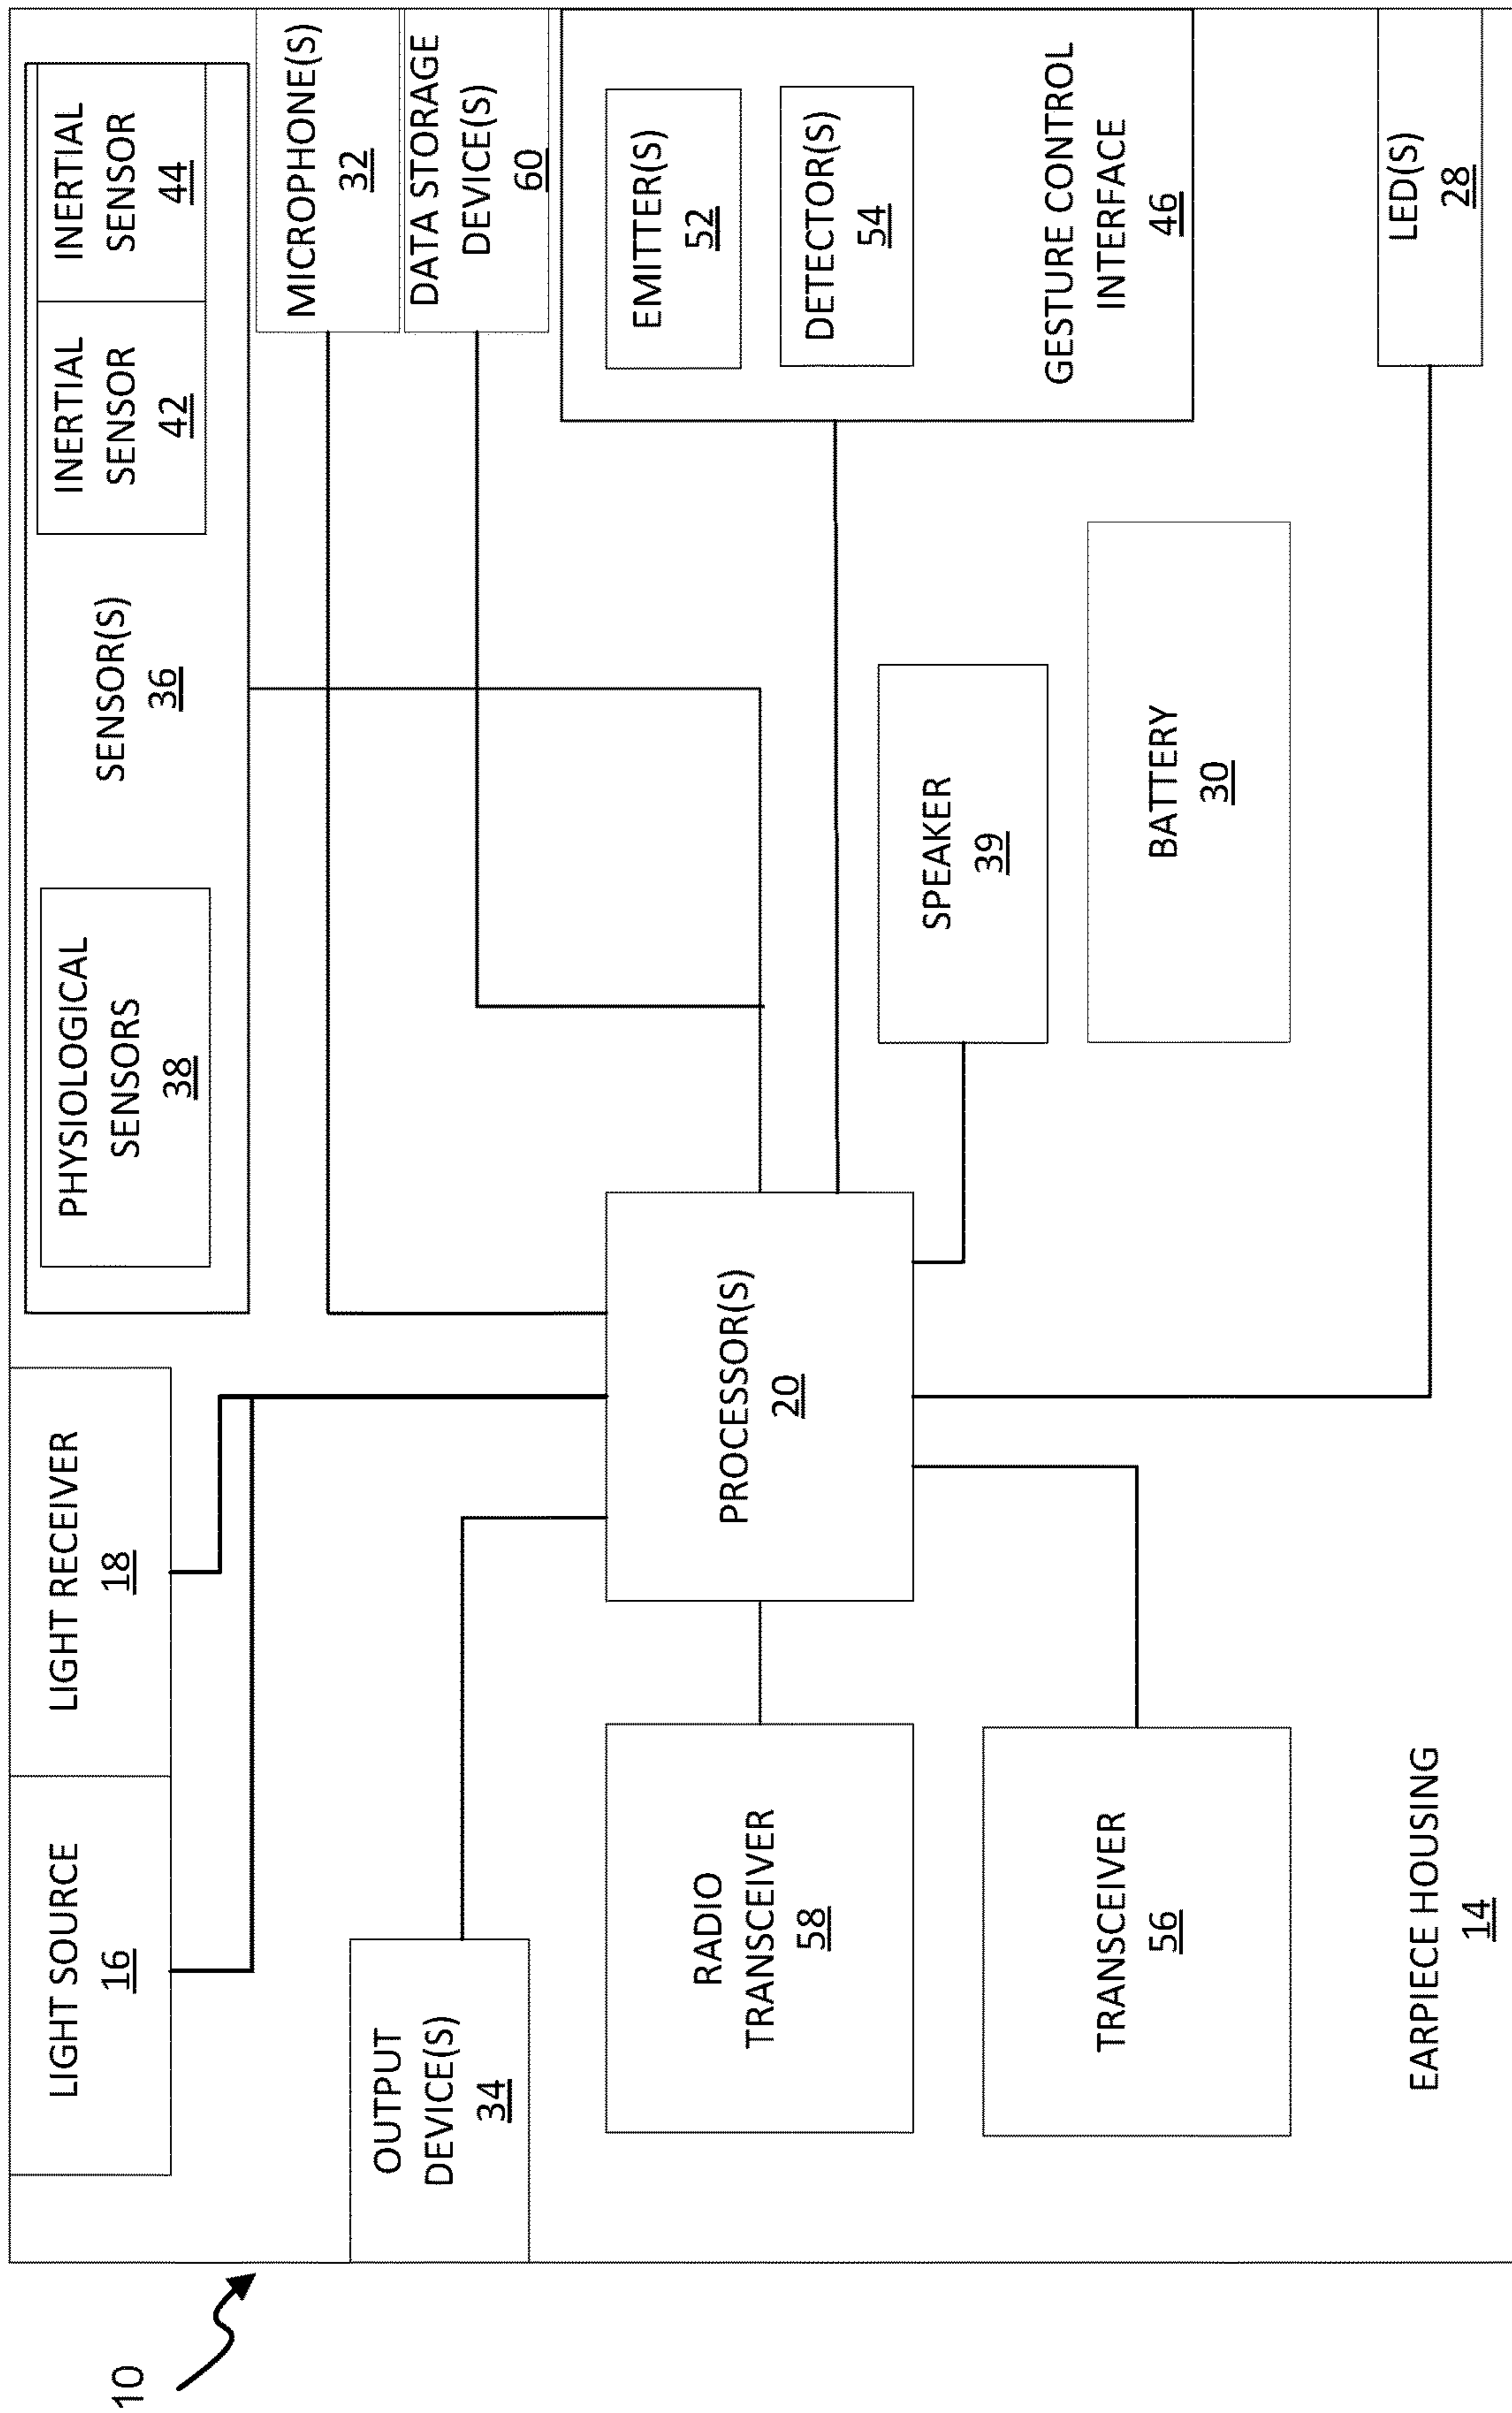 10
LIGHT SOURCE
16
LIGHT RECEIVER
18
PHYSIOLOGICAL
SENSORS
38
SENSOR(S)
36
INERTIAL
SENSOR
42
INERTIAL
SENSOR
44
MICROPHONE(S)
32
DATA STORAGE
DEVICE(S)
60
OUTPUT
DEVICE(S)
34
RADIO
TRANSCEIVER
58
PROCESSOR(S)
20
EMITTER(S)
52
DETECTOR(S)
54
GESTURE CONTROL
INTERFACE
46
SPEAKER
39
TRANSCEIVER
56
BATTERY
30
EARPIECE HOUSING
14
LED(S)
28